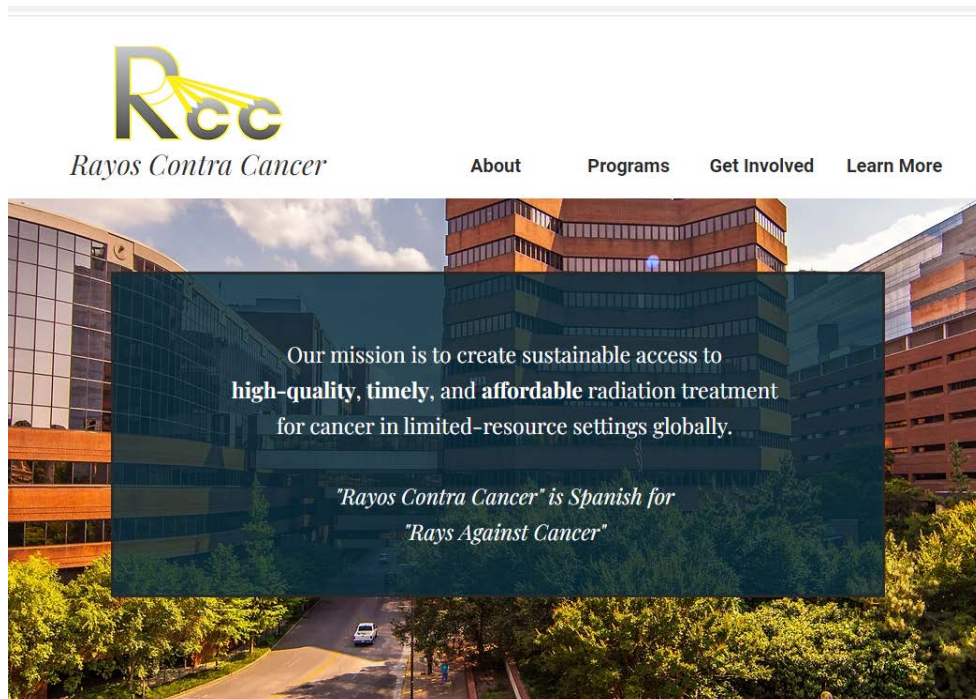 Rcc
Rayos Contra Cancer
About Programs Get Involved Learn More
Our mission is to create sustainable access to
high-quality, timely, and affordable radiation treatment
for cancer in limited-resource settings globally.
"Rayos Contra Cancer" is Spanish for
"Rays Against Cancer"